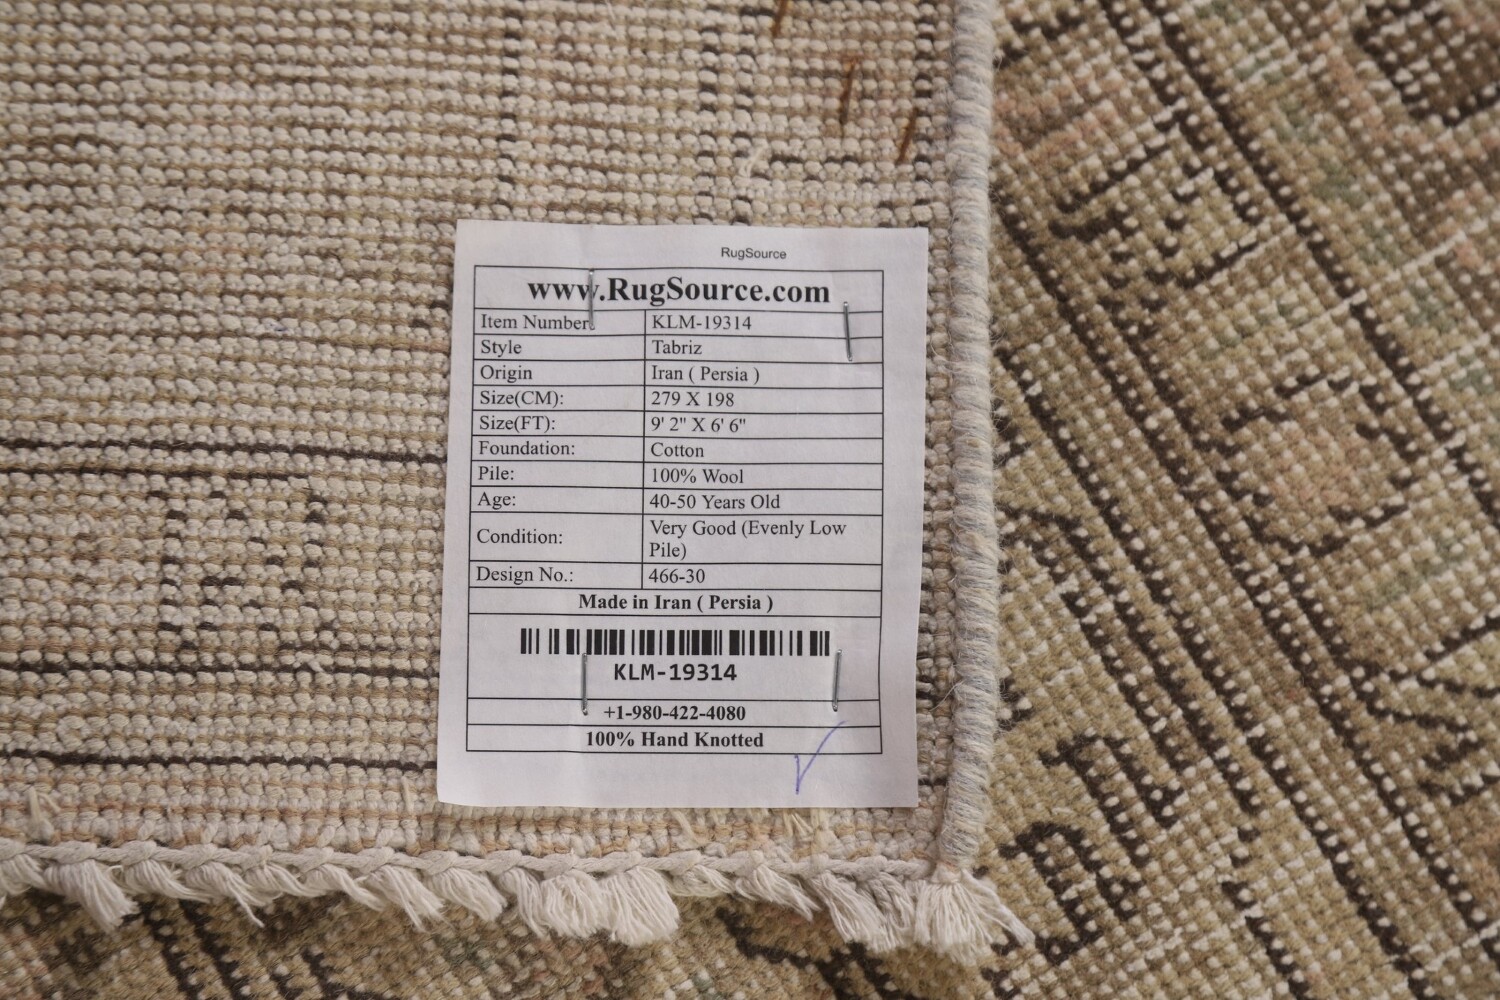 RugSource
www.RugSource.com
Item Number: KLM-19314
Style Tabriz
Origin Iran ( Persia )
Size(CM): 279 X 198
Size(FT): 9' 2" X 6' 6"
Foundation: Cotton
Pile: 100% Wool
Age: 40-50 Years Old
Condition: Very Good (Evenly Low
Pile)
Design No.: 466-30
Made in Iran ( Persia )
KLM-19314
+1-980-422-4080
100% Hand Knotted